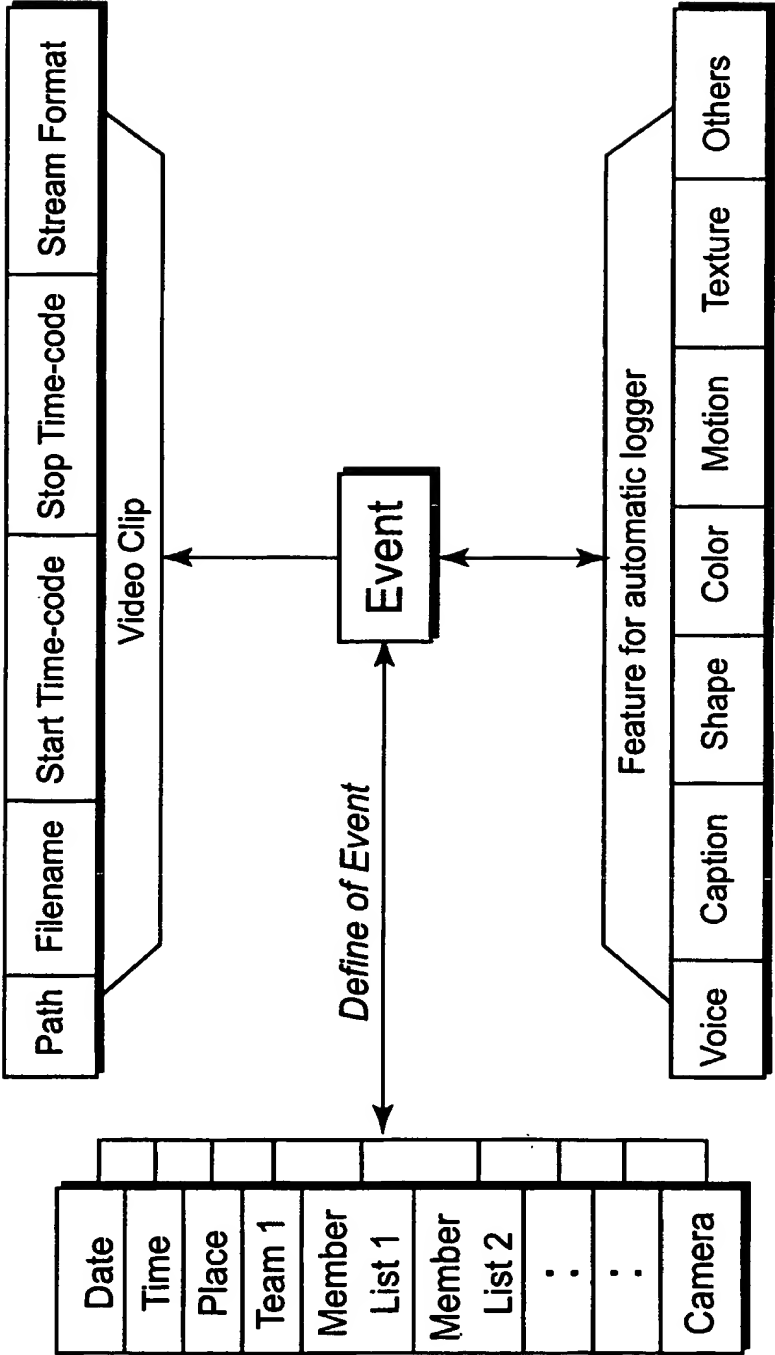 Path Filename Start Time-code Stop Time-code Stream Format
Video Clip
Date
Time
Place
Team 1
Member
List 1
Member
List 2
. .
. .
Camera
Define of Event
Event
Feature for automatic logger
Voice Caption Shape Color Motion Texture Others